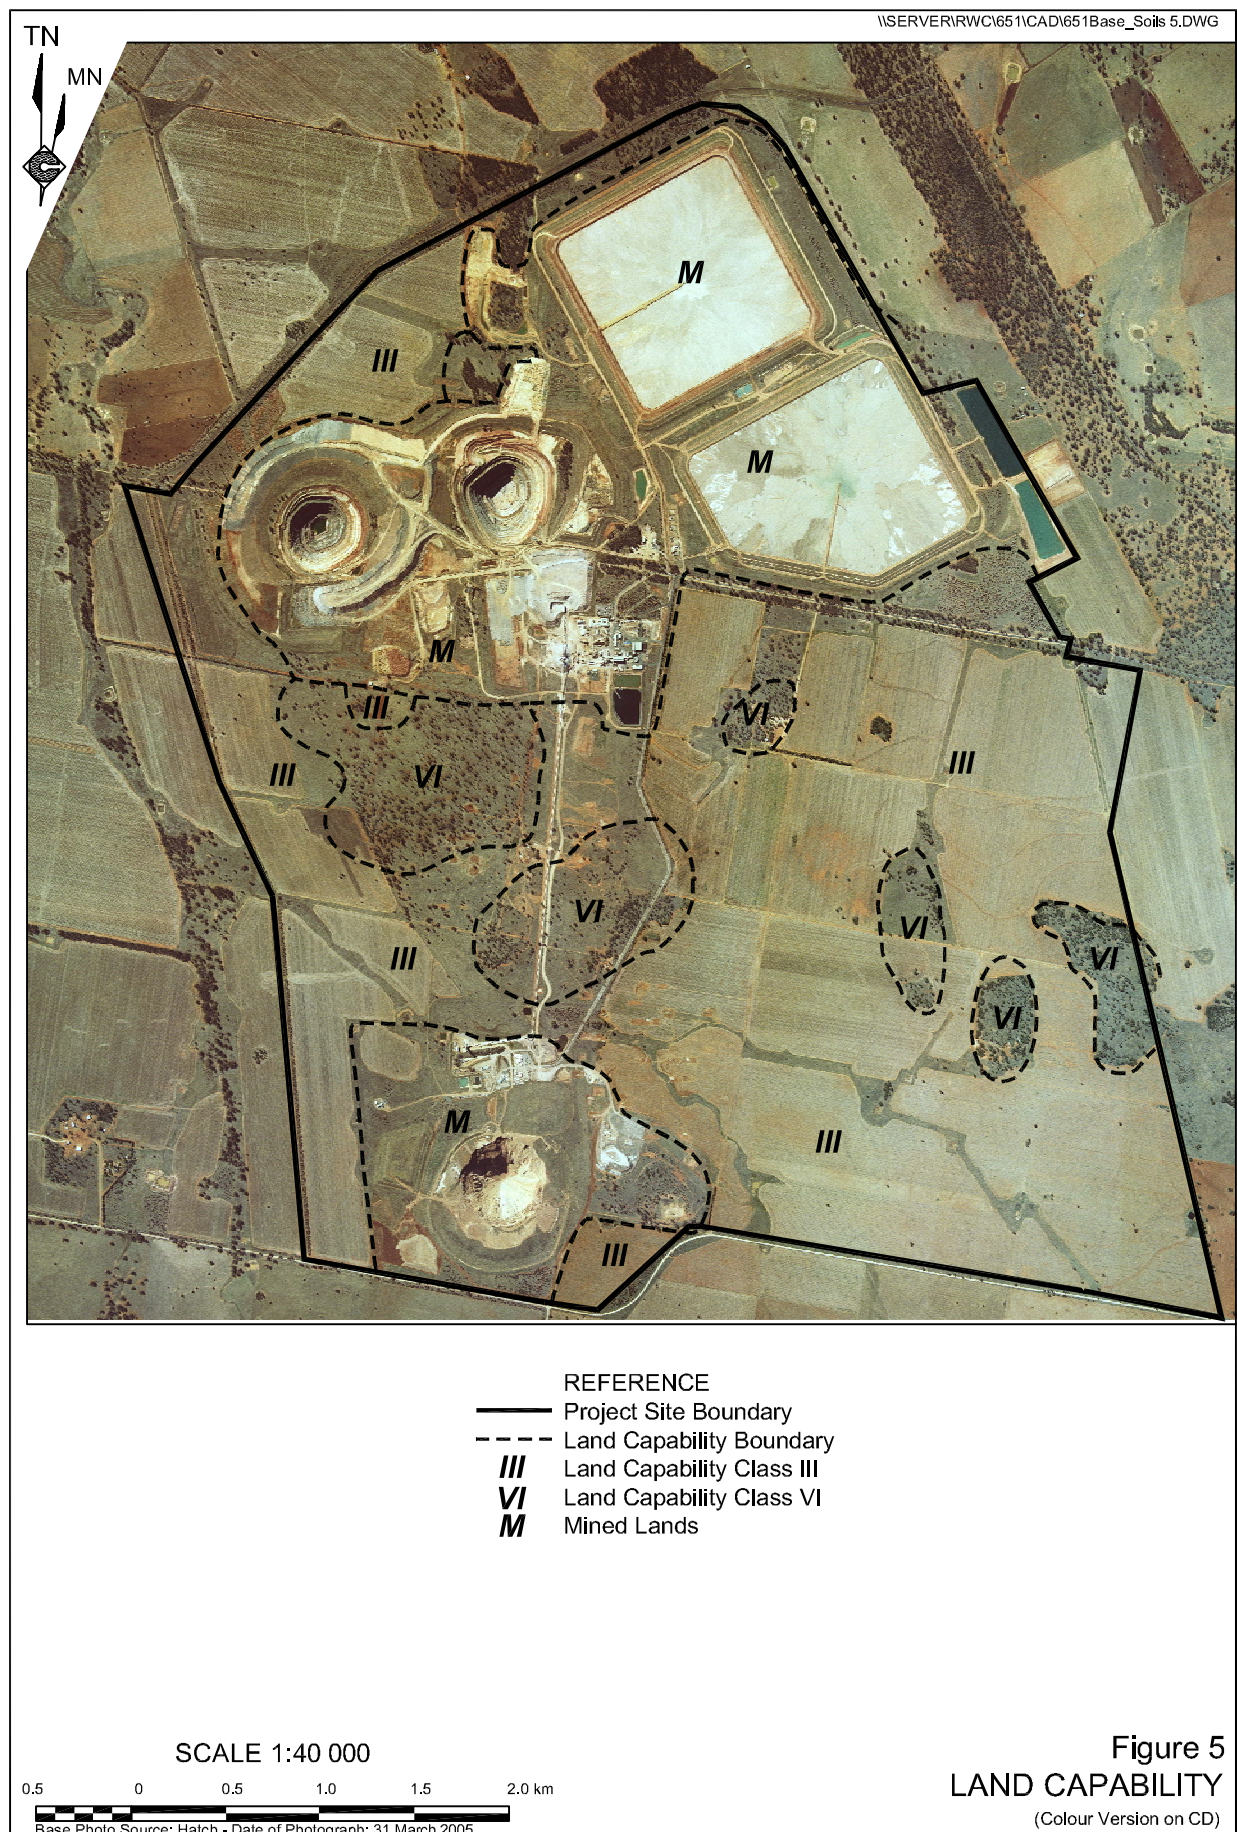 \\SERVER\RWC\651\CAD\651Base_Soils 5.DWG
TN
MN
M
III
M
M
III
VI
III
VI
III
VI
VI
III
VI
VI
M
III
III
REFERENCE
Project Site Boundary
Land Capability Boundary
III Land Capability Class III
VI Land Capability Class VI
M Mined Lands
SCALE 1:40 000
0.5 0 0.5 1.0 1.5 2.0 km
Base Photo Source: Hatch - Date of Photograph: 31 March 2005
Figure 5
LAND CAPABILITY
(Colour Version on CD)